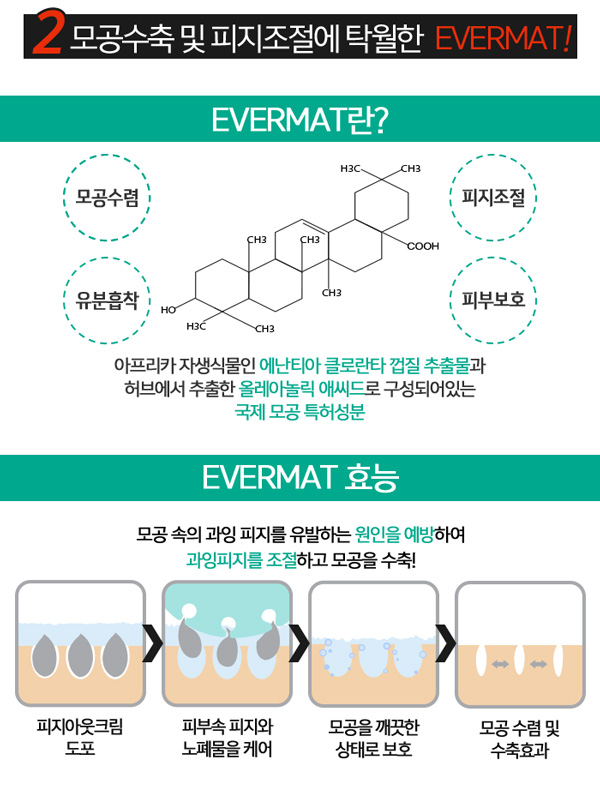 2 모공수축 및 피지조절에 탁월한 EVERMAT!
EVERMAT란?
모공수렴
피지조절
유분흡착
피부보호
H3C
CH3
CH3
CH3
COOH
CH3
HO
H3C
CH3
아프리카 자생식물인 에난티아 클로란타 껍질 추출물과
허브에서 추출한 올레아놀릭 애씨드로 구성되어있는
국제 모공 특허성분
EVERMAT 효능
모공 속의 과잉 피지를 유발하는 원인을 예방하여
과잉피지를 조절하고 모공을 수축!
피지아웃크림
도포
피부속 피지와
노폐물을 케어
모공을 깨끗한
상태로 보호
모공 수렴 및
수축효과